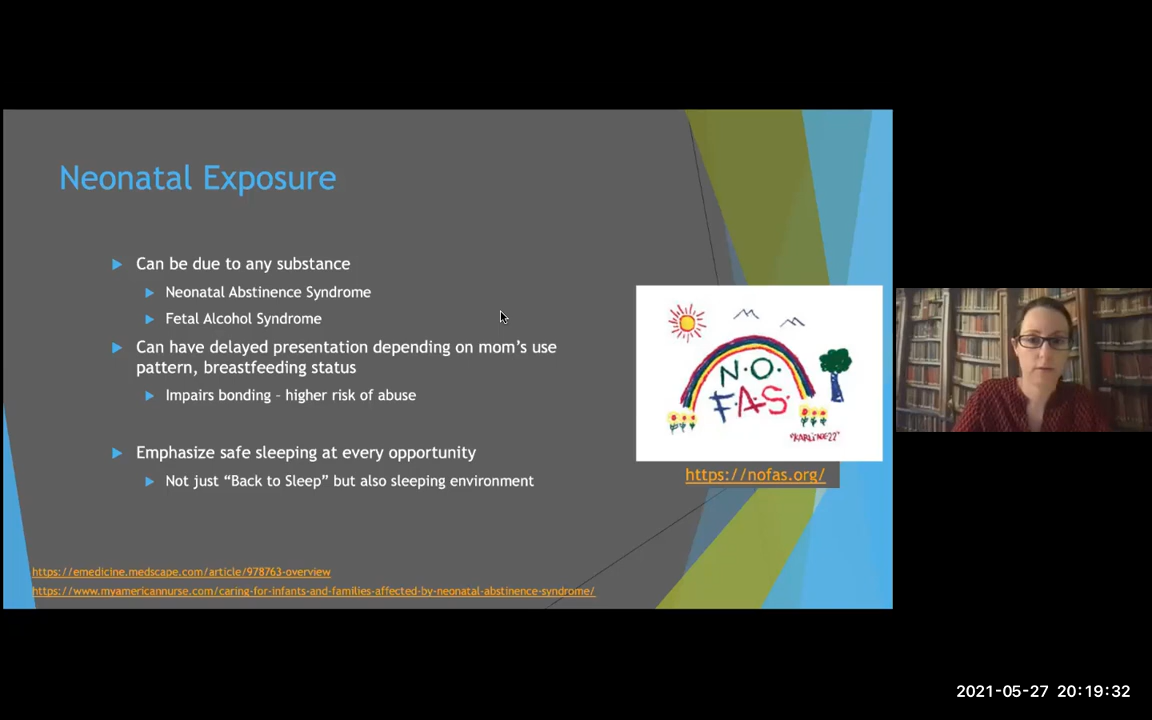 Neonatal Exposure
Can be due to any substance
Neonatal Abstinence Syndrome
Fetal Alcohol Syndrome
Can have delayed presentation depending on mom's use
pattern, breastfeeding status
Impairs bonding – higher risk of abuse
Emphasize safe sleeping at every opportunity
Not just “Back to Sleep” but also sleeping environment
N.O.
F.A.S.
https://nofas.org/
https://emedicine.medscape.com/article/978763-overview
https://www.myamericannurse.com/caring-for-infants-and-families-affected-by-neonatal-abstinence-syndrome/
2021-05-27 20:19:32